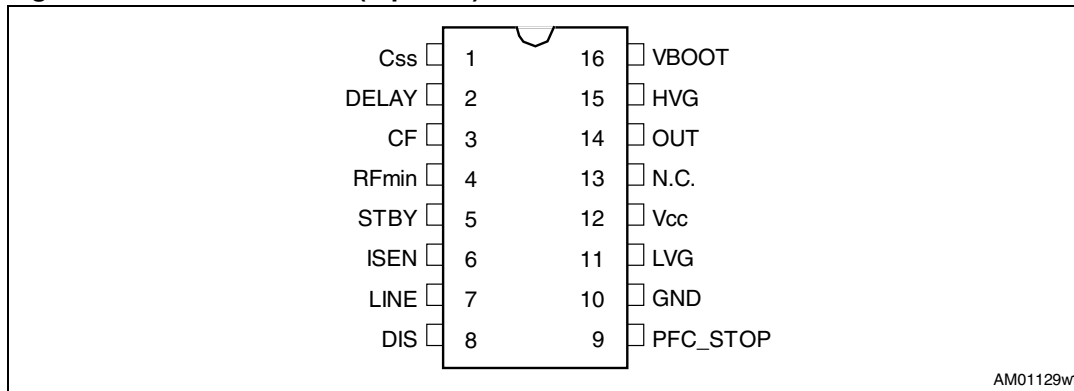 Css 1 16 VBOOT
DELAY 2 15 HVG
CF 3 14 OUT
RFmin 4 13 N.C.
STBY 5 12 Vcc
ISEN 6 11 LVG
LINE 7 10 GND
DIS 8 9 PFC_STOP